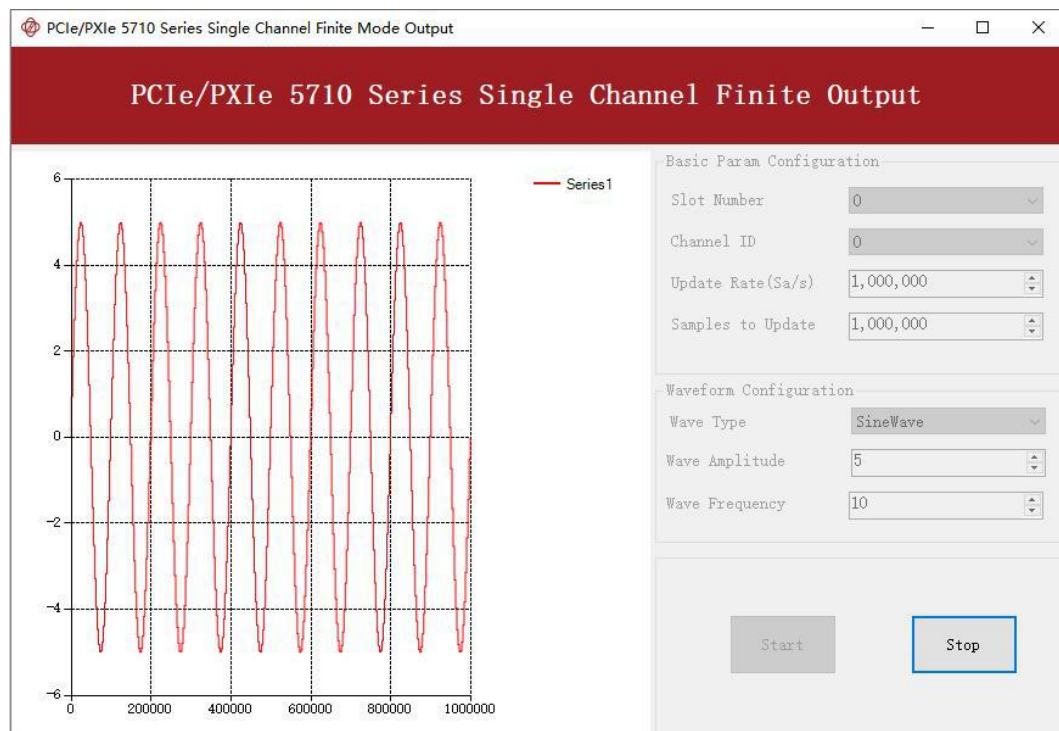 PCIe/PXIe 5710 Series Single Channel Finite Mode Output
PCIe/PXIe 5710 Series Single Channel Finite Output
6
4
2
0
−2
−4
−6
0 200000 400000 600000 800000 1000000
Series1
Basic Param Configuration
Slot Number 0
Channel ID 0
Update Rate(Sa/s) 1,000,000
Samples to Update 1,000,000
Waveform Configuration
Wave Type SineWave
Wave Amplitude 5
Wave Frequency 10
Start Stop